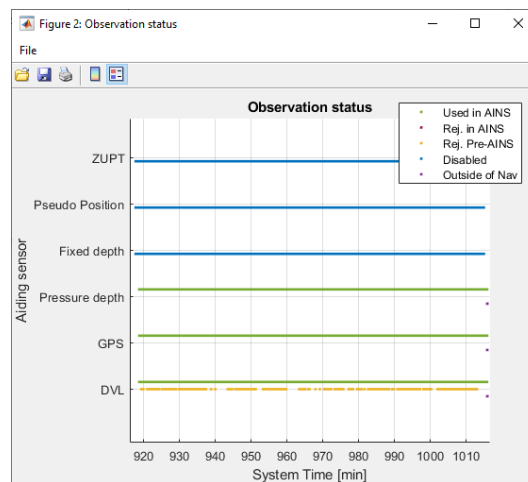 Figure 2: Observation status
File
Observation status
Used in AINS
Rej. in AINS
Rej. Pre-AINS
Disabled
Outside of Nav
Aiding sensor
ZUPT
Pseudo Position
Fixed depth
Pressure depth
GPS
DVL
920 930 940 950 960 970 980 990 1000 1010
System Time [min]